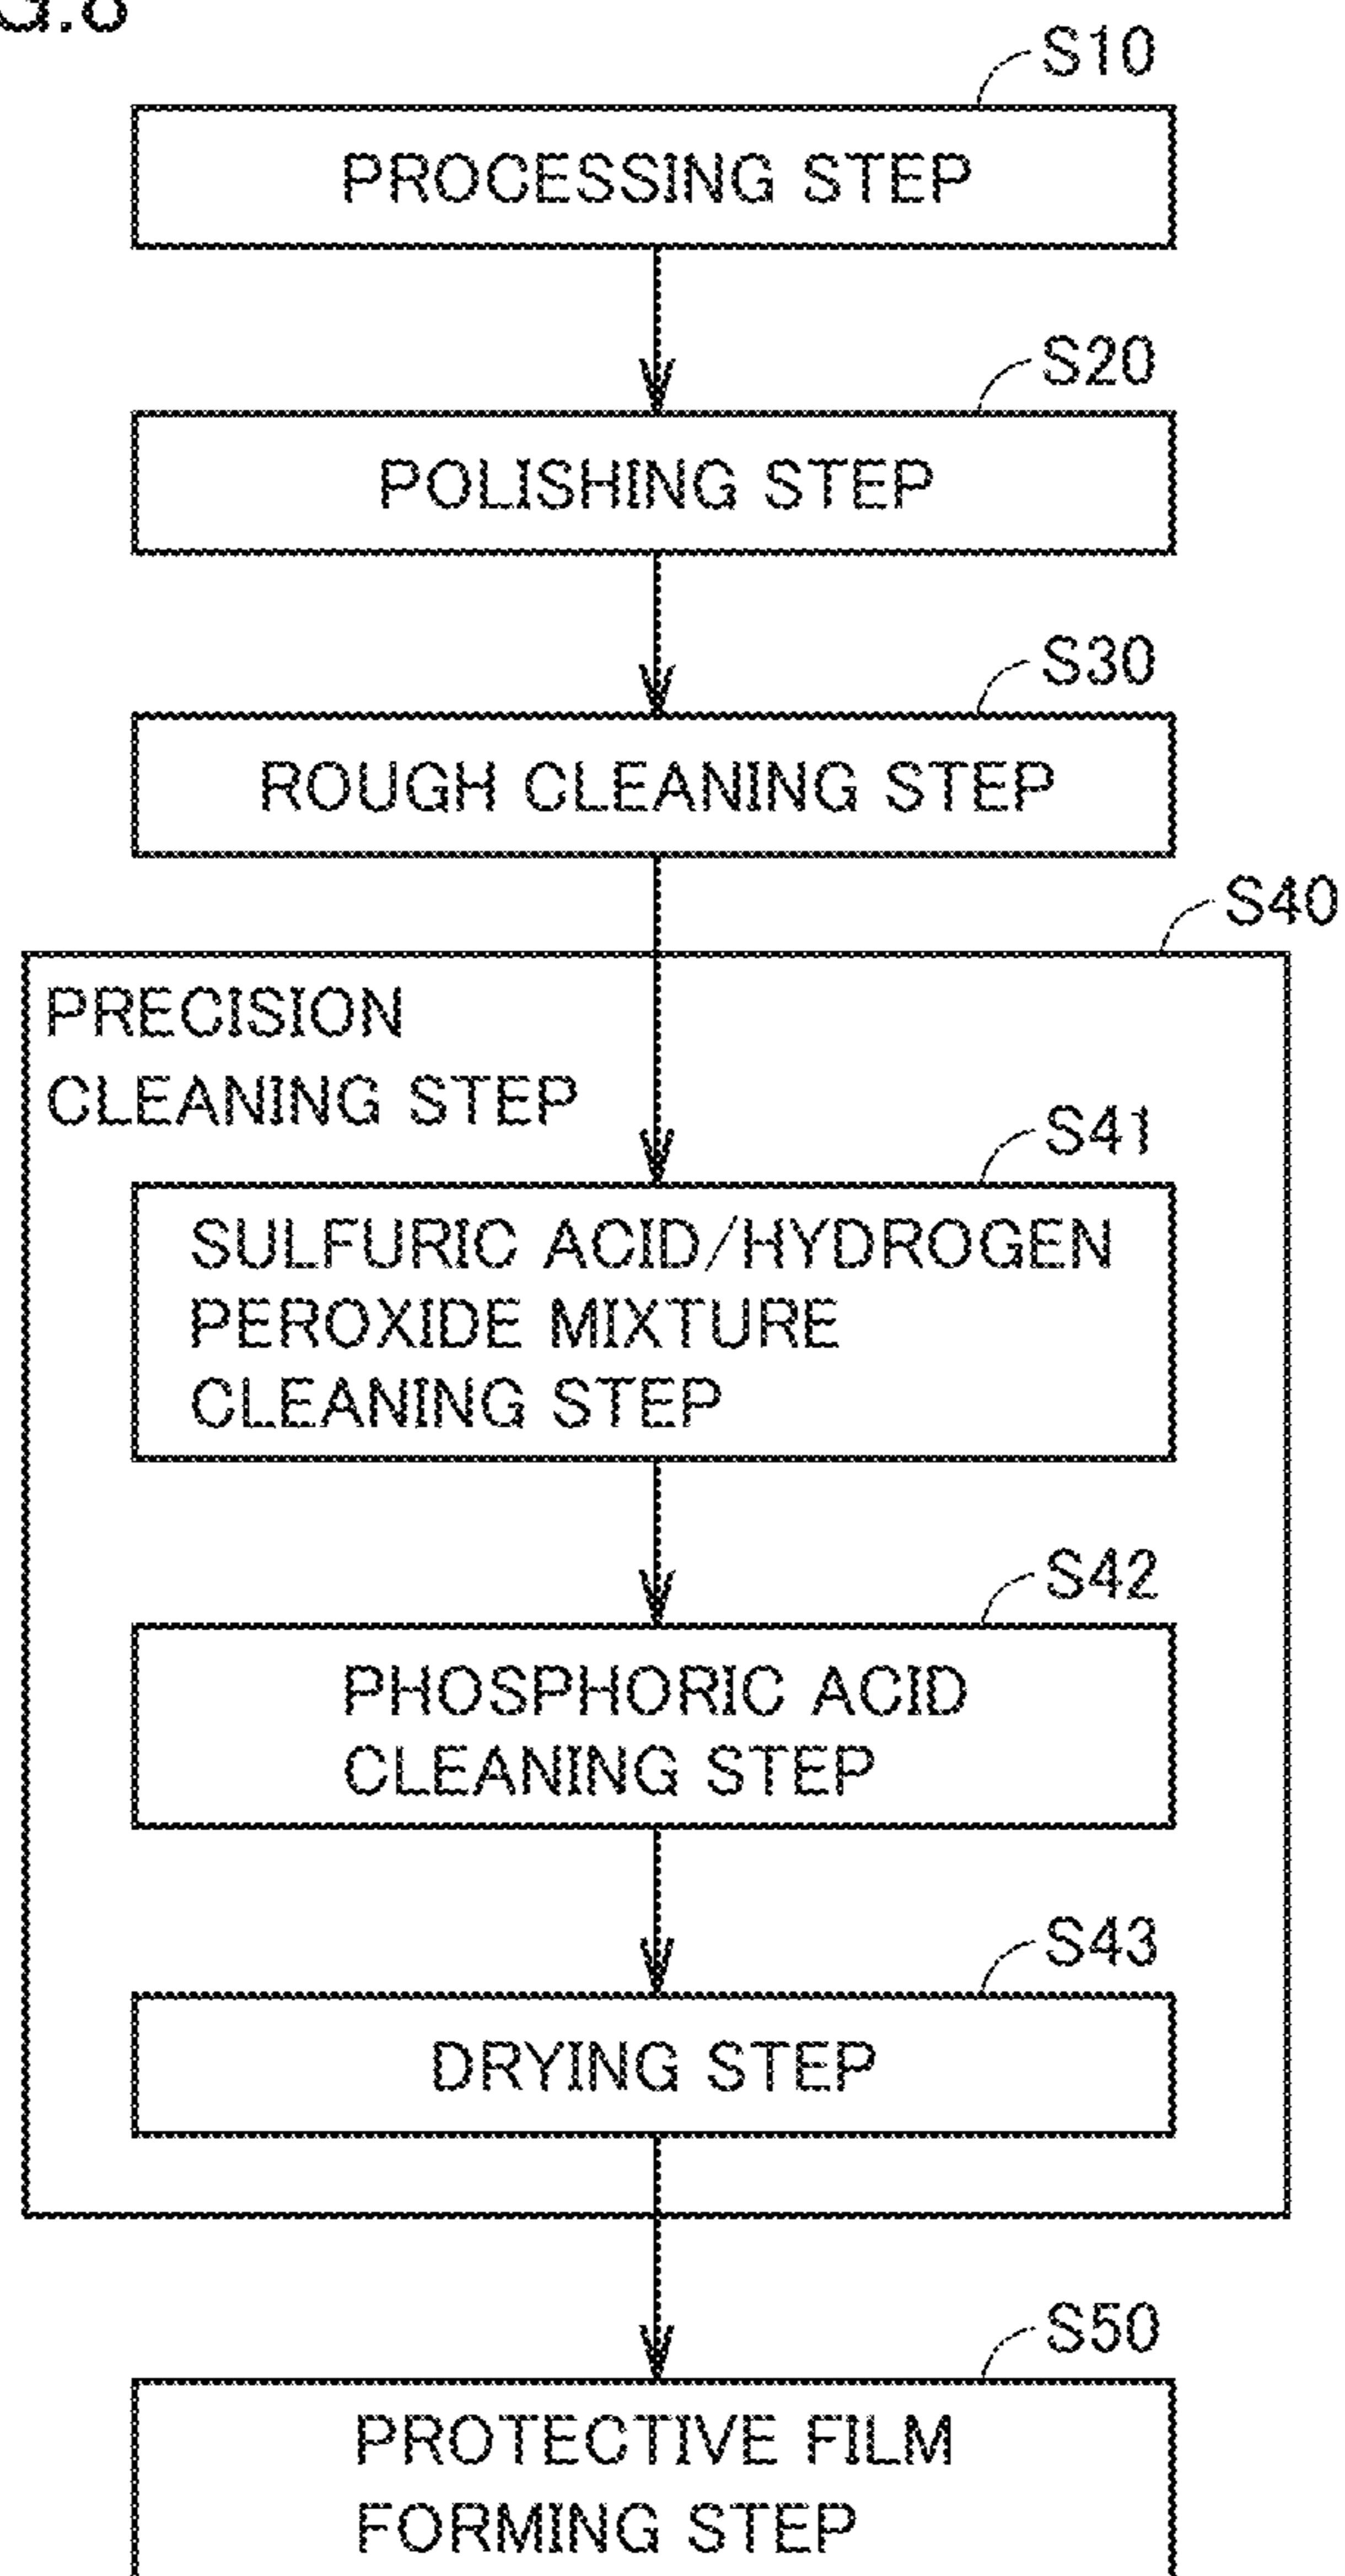 G.8
S10
PROCESSING STEP
S20
POLISHING STEP
S30
ROUGH CLEANING STEP
S40
PRECISION
CLEANING STEP
S41
SULFURIC ACID/HYDROGEN
PEROXIDE MIXTURE
CLEANING STEP
S42
PHOSPHORIC ACID
CLEANING STEP
S43
DRYING STEP
S50
PROTECTIVE FILM
FORMING STEP